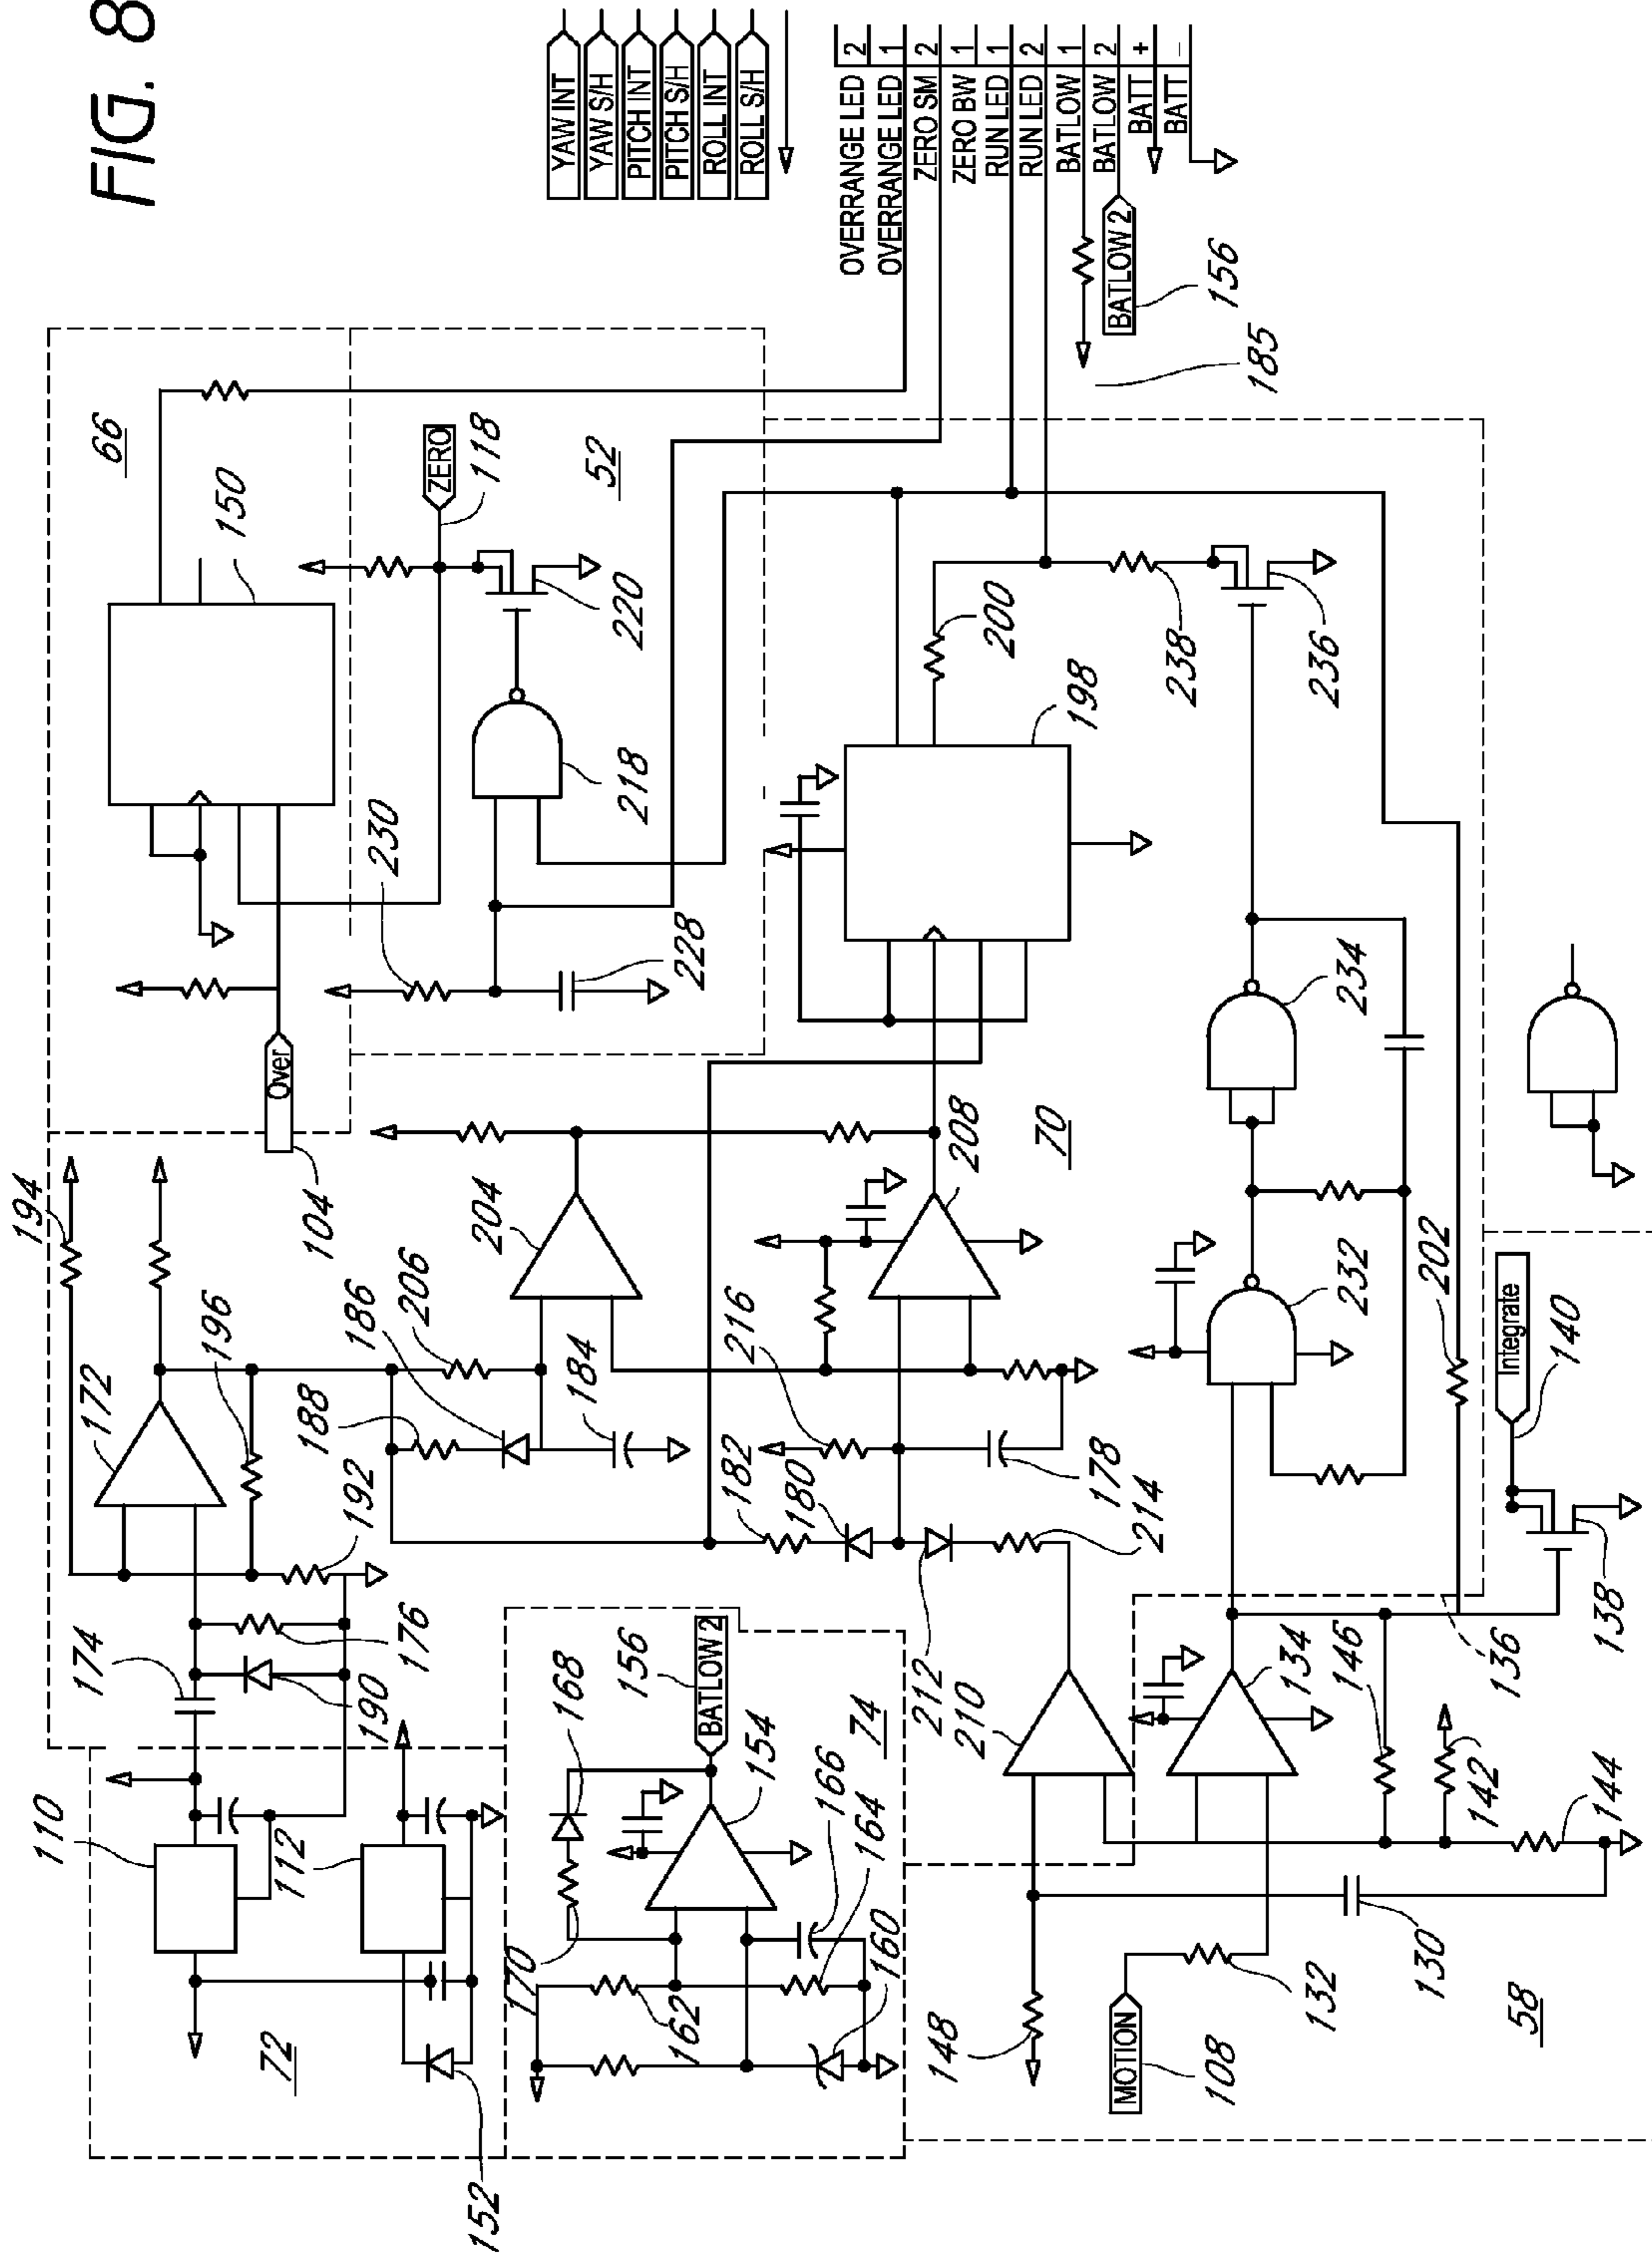 FIG. 8
YAW INT
YAW S/H
PITCH INT
PITCH S/H
ROLL INT
ROLL S/H
OVERRANGE LED 2
OVERRANGE LED 1
ZERO SM 2
ZERO BW 1
RUN LED 1
RUN LED 2
BATLOW 1
BATLOW 2
BATT +
BATT −
BATLOW 2
156
185
66
150
ZERO
118
52
220
218
230
228
Over
104
194
172
196
192
174
176
190
110
112
72
152
204
206
186
188
184
216
182
180
178
214
208
70
198
200
238
236
234
232
202
Integrate
140
138
136
134
146
142
144
212
210
168
156
BATLOW 2
154
74
166
164
160
170
162
148
MOTION
108
132
130
58